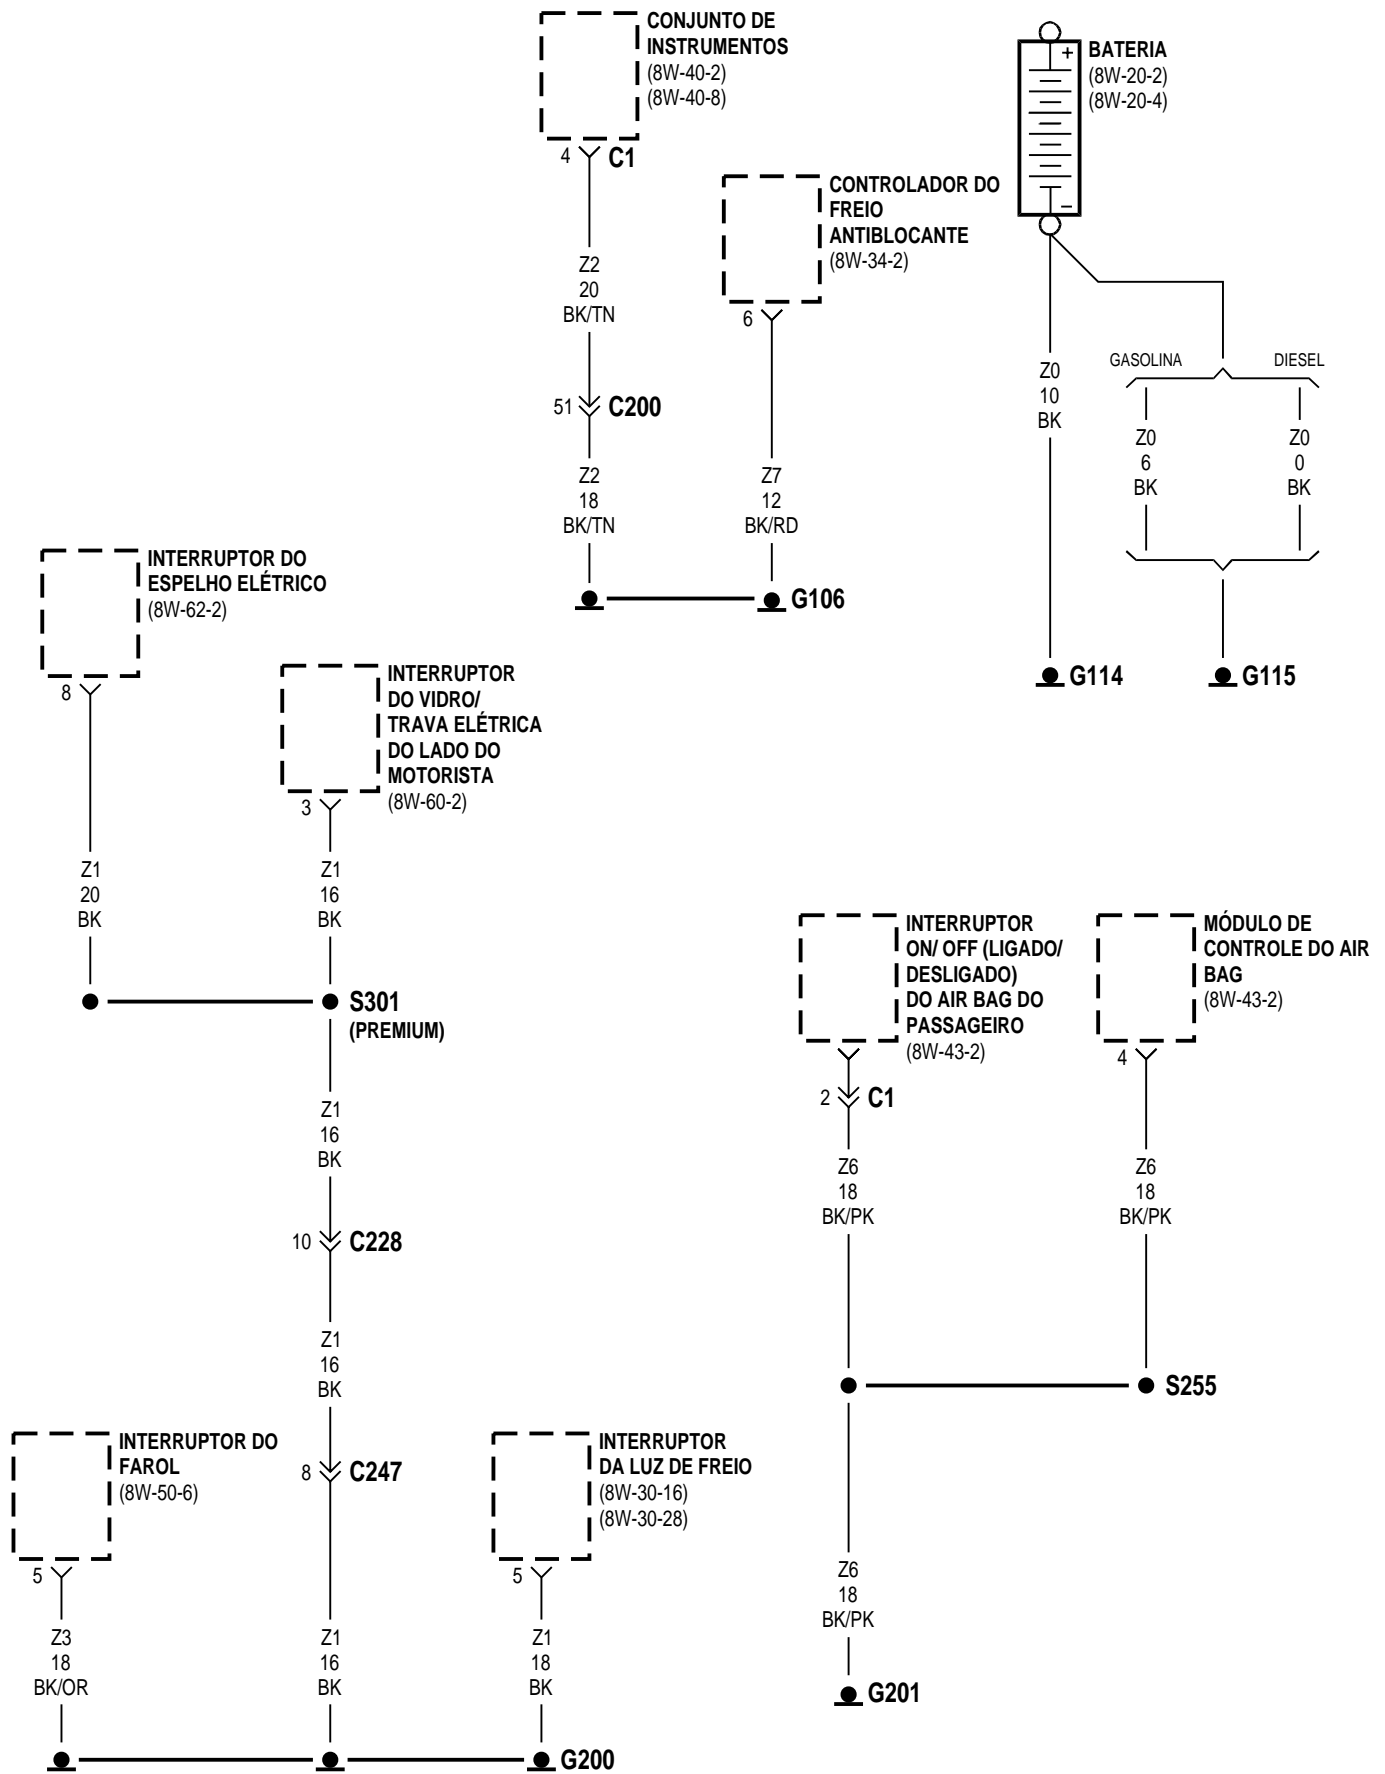 CONJUNTO DE
INSTRUMENTOS
(8W-40-2)
(8W-40-8)
4 C1
Z2
20
BK/TN
51 C200
Z2
18
BK/TN
CONTROLADOR DO
FREIO
ANTIBLOCANTE
(8W-34-2)
6
Z7
12
BK/RD
G106
+
BATERIA
(8W-20-2)
(8W-20-4)
–
Z0
10
BK
G114
GASOLINA
DIESEL
Z0
6
BK
Z0
0
BK
G115
INTERRUPTOR DO
ESPELHO ELÉTRICO
(8W-62-2)
8
Z1
20
BK
INTERRUPTOR
DO VIDRO/
TRAVA ELÉTRICA
DO LADO DO
MOTORISTA
(8W-60-2)
3
Z1
16
BK
S301
(PREMIUM)
Z1
16
BK
10 C228
Z1
16
BK
8 C247
Z1
16
BK
INTERRUPTOR DO
FAROL
(8W-50-6)
5
Z3
18
BK/OR
INTERRUPTOR
DA LUZ DE FREIO
(8W-30-16)
(8W-30-28)
5
Z1
18
BK
G200
INTERRUPTOR
ON/ OFF (LIGADO/
DESLIGADO)
DO AIR BAG DO
PASSAGEIRO
(8W-43-2)
2 C1
Z6
18
BK/PK
MÓDULO DE
CONTROLE DO AIR
BAG
(8W-43-2)
4
Z6
18
BK/PK
S255
Z6
18
BK/PK
G201